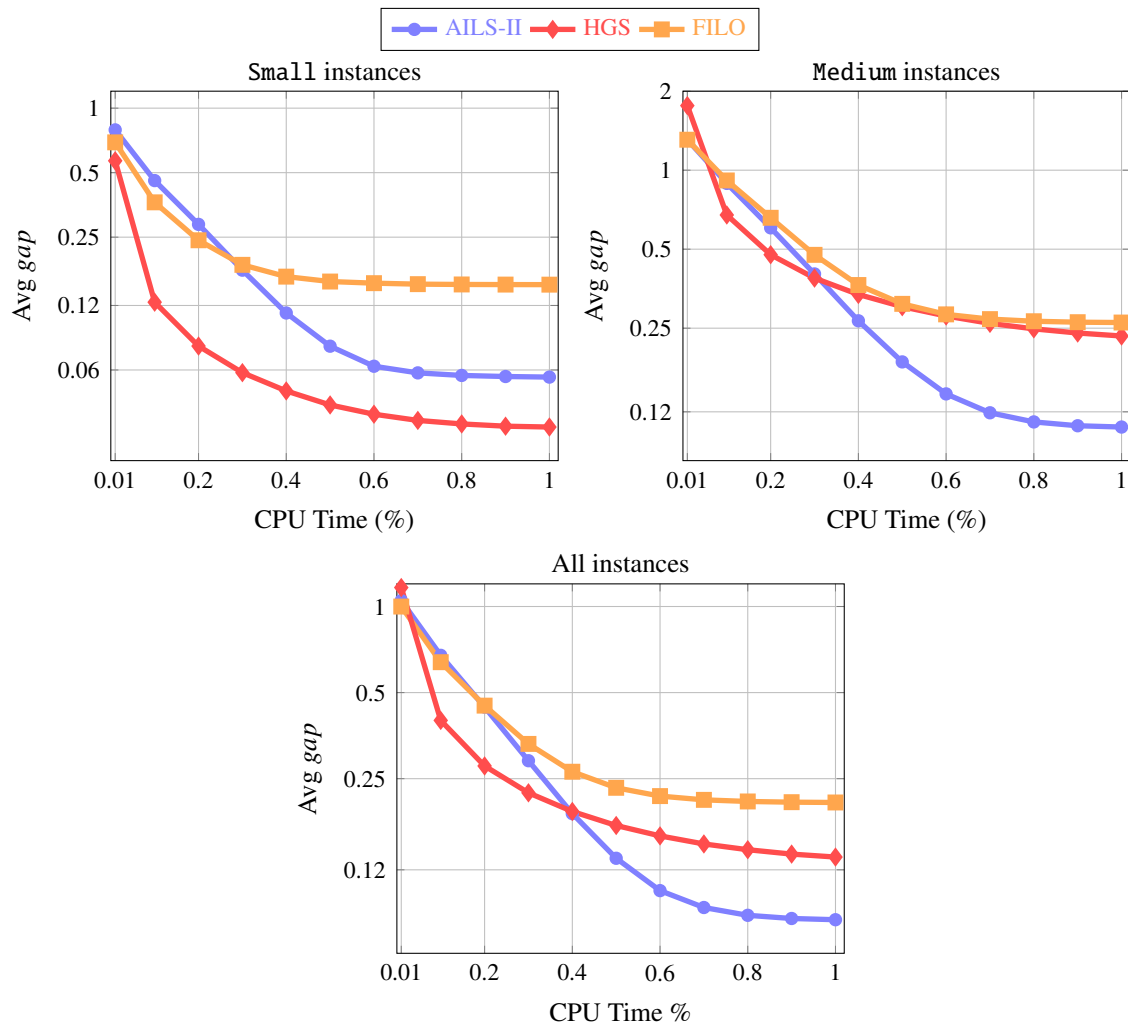 AILS-II HGS FILO
Small instances
1
0.5
0.25
0.12
0.06
Avg gap
0.01 0.2 0.4 0.6 0.8 1
CPU Time (%)
Medium instances
2
1
0.5
0.25
0.12
Avg gap
0.01 0.2 0.4 0.6 0.8 1
CPU Time (%)
All instances
1
0.5
0.25
0.12
Avg gap
0.01 0.2 0.4 0.6 0.8 1
CPU Time %